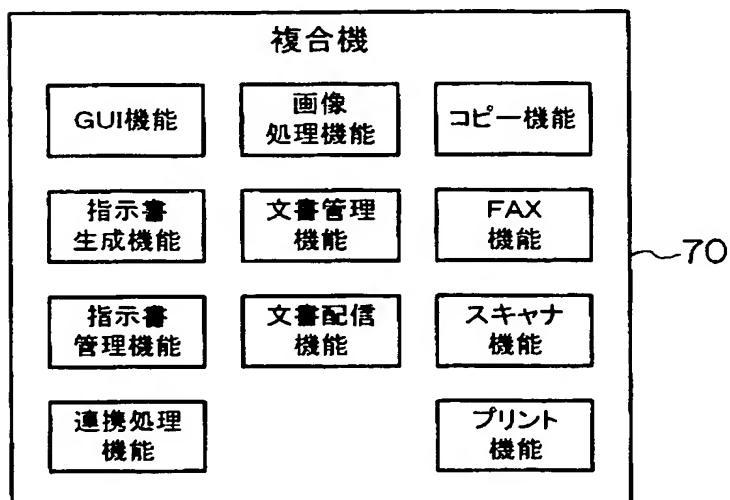 複合機
GUI機能
画像
処理機能
コピー機能
指示書
生成機能
文書管理
機能
FAX
機能
70
指示書
管理機能
文書配信
機能
スキャナ
機能
連携処理
機能
プリント
機能